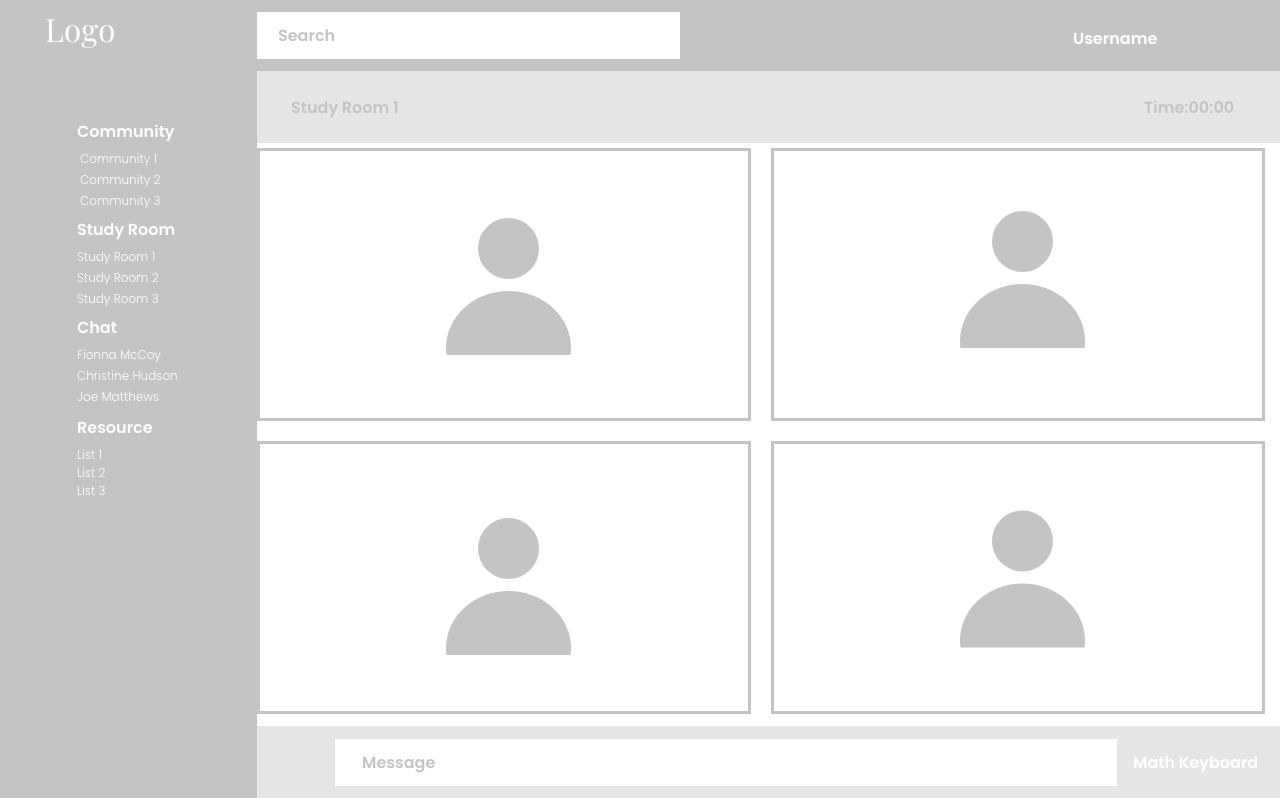 Logo
Search
Username
Study Room 1
Time:00:00
Community
Community 1
Community 2
Community 3
Study Room
Study Room 1
Study Room 2
Study Room 3
Chat
Fionna McCoy
Christine Hudson
Joe Matthews
Resource
List 1
List 2
List 3
Message
Math Keyboard